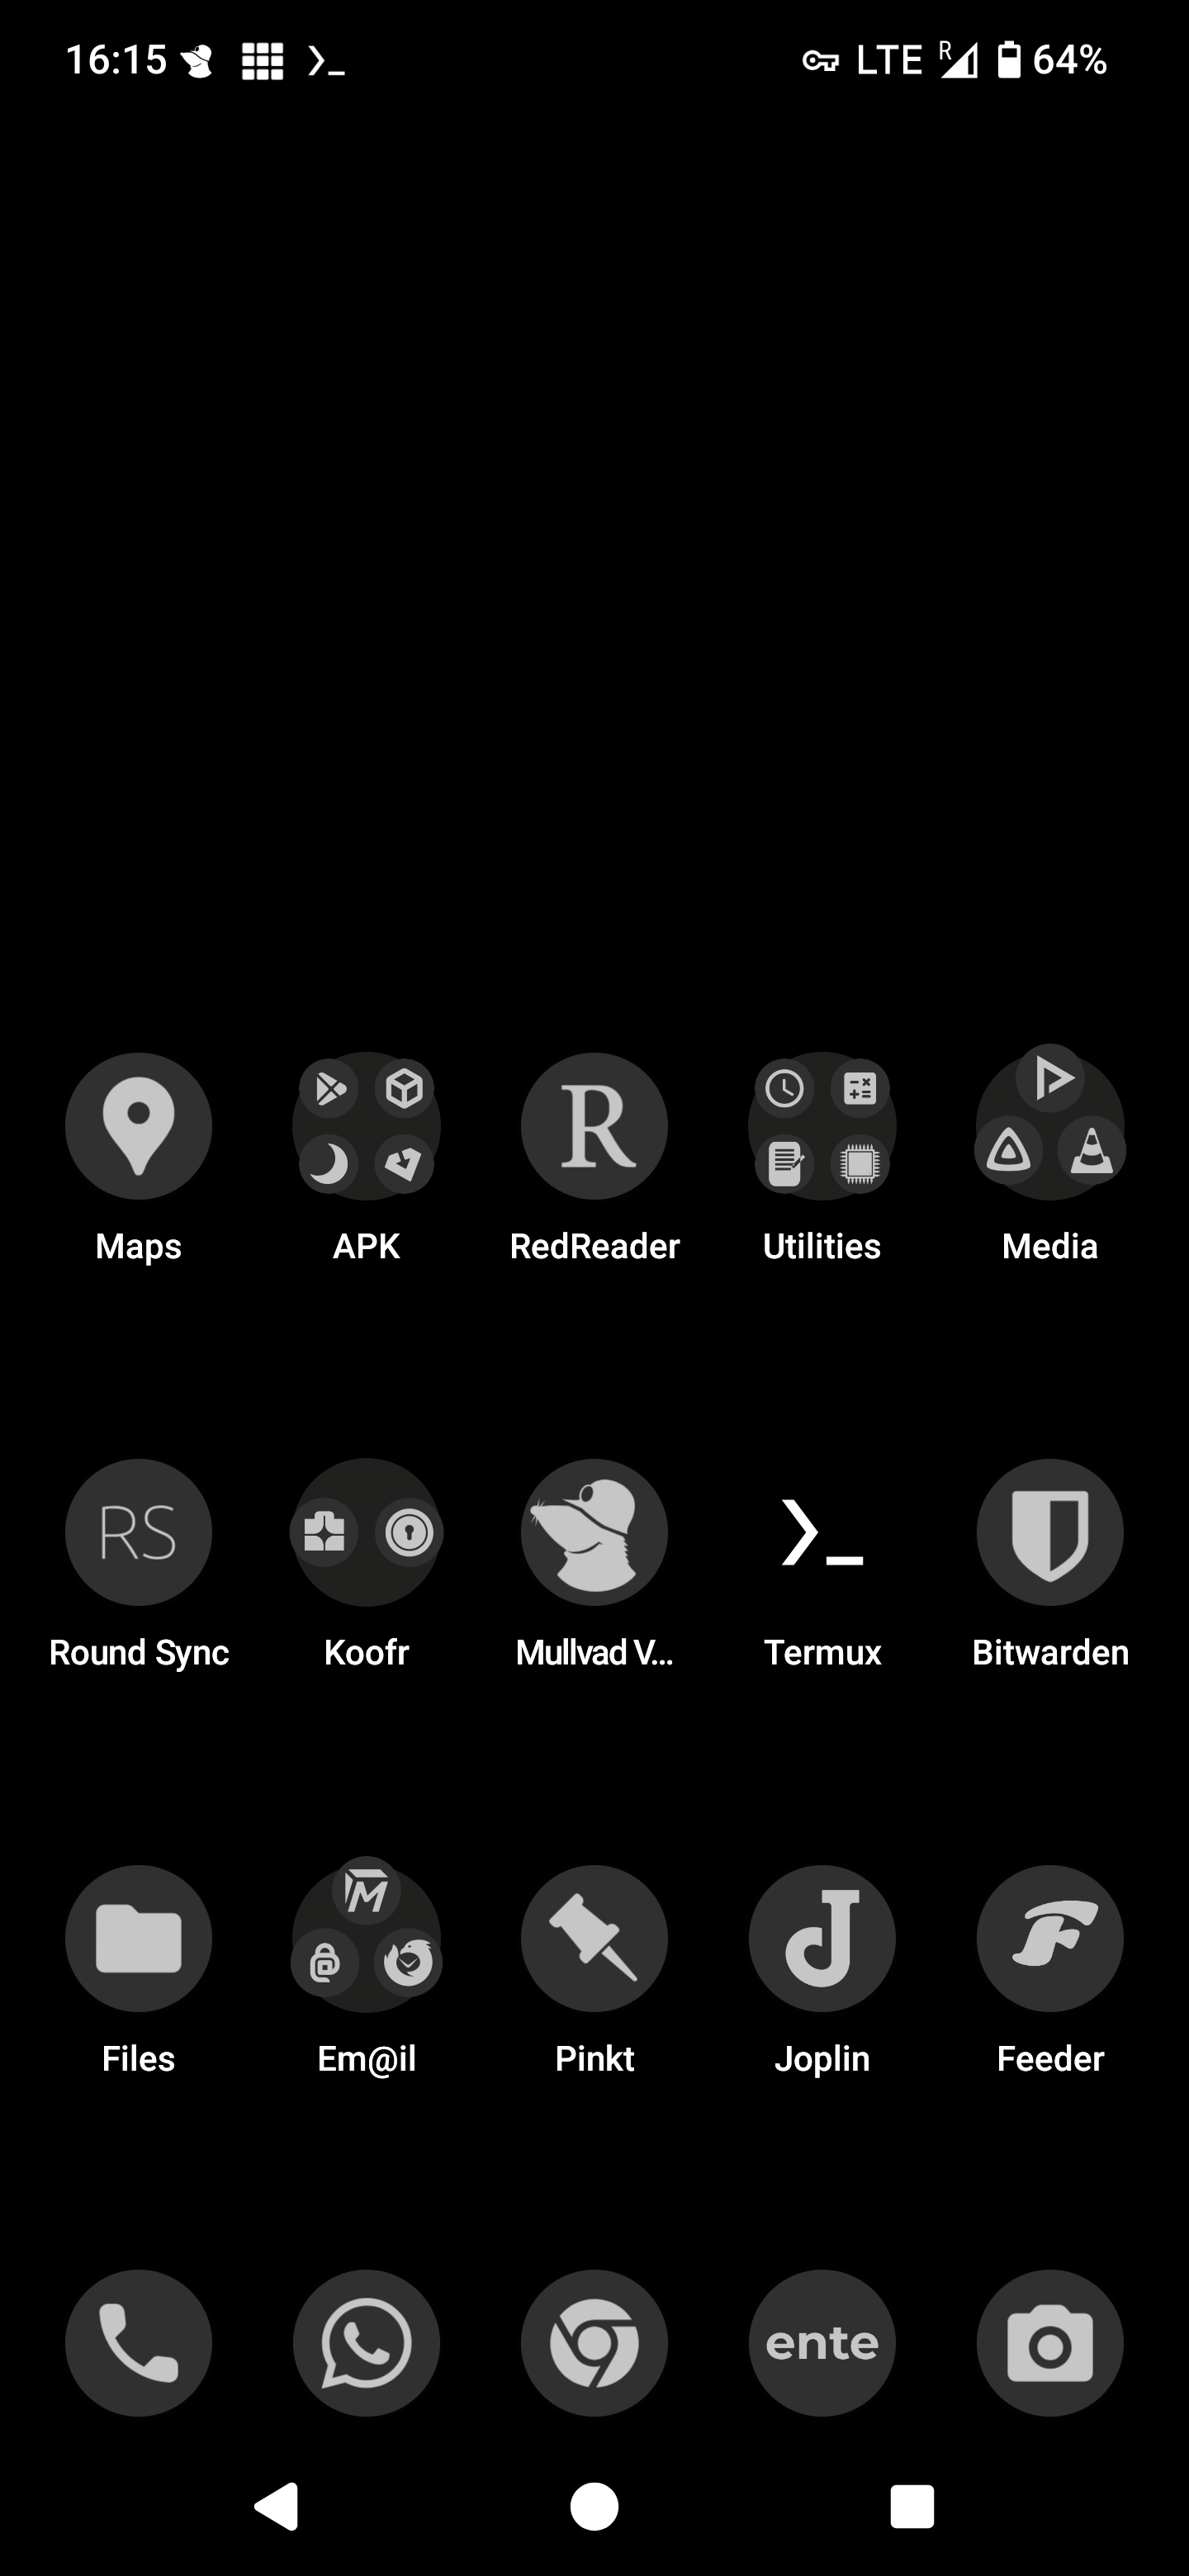 16:15 LTE R 64%
R
Maps APK RedReader Utilities Media
RS
Round Sync Koofr Mullvad V... Termux Bitwarden
Files Em@il Pinkt Joplin Feeder
ente